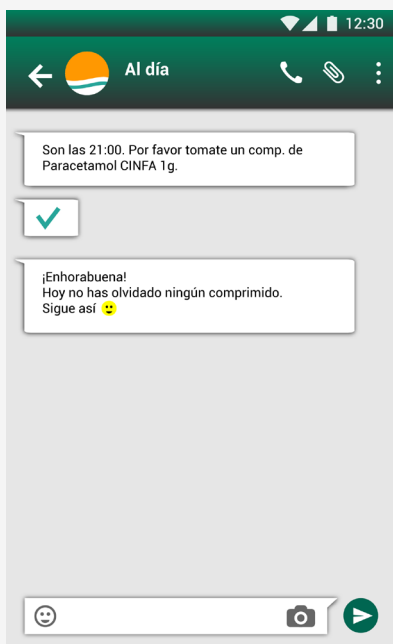 12:30
Al día
Son las 21:00. Por favor tomate un comp. de
Paracetamol CINFA 1g.
¡Enhorabuena!
Hoy no has olvidado ningún comprimido.
Sigue así